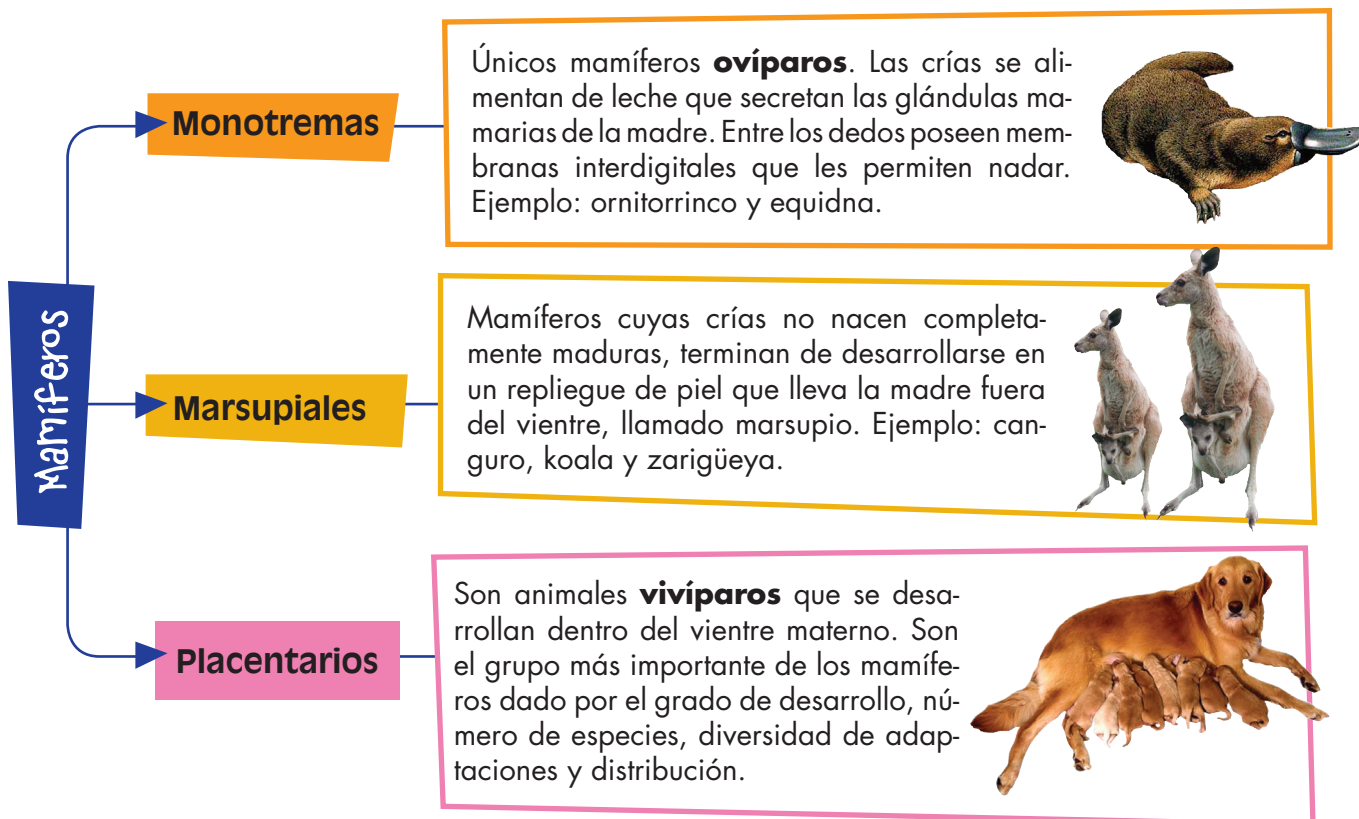 Mamíferos
Monotremas
Únicos mamíferos ovíparos. Las crías se ali-
mentan de leche que secretan las glándulas ma-
marias de la madre. Entre los dedos poseen mem-
branas interdigitales que les permiten nadar.
Ejemplo: ornitorrinco y equidna.
Marsupiales
Mamíferos cuyas crías no nacen completa-
mente maduras, terminan de desarrollarse en
un repliegue de piel que lleva la madre fuera
del vientre, llamado marsupio. Ejemplo: can-
guro, koala y zarigüeya.
Placentarios
Son animales vivíparos que se desa-
rrollan dentro del vientre materno. Son
el grupo más importante de los mamífe-
ros dado por el grado de desarrollo, nú-
mero de especies, diversidad de adap-
taciones y distribución.